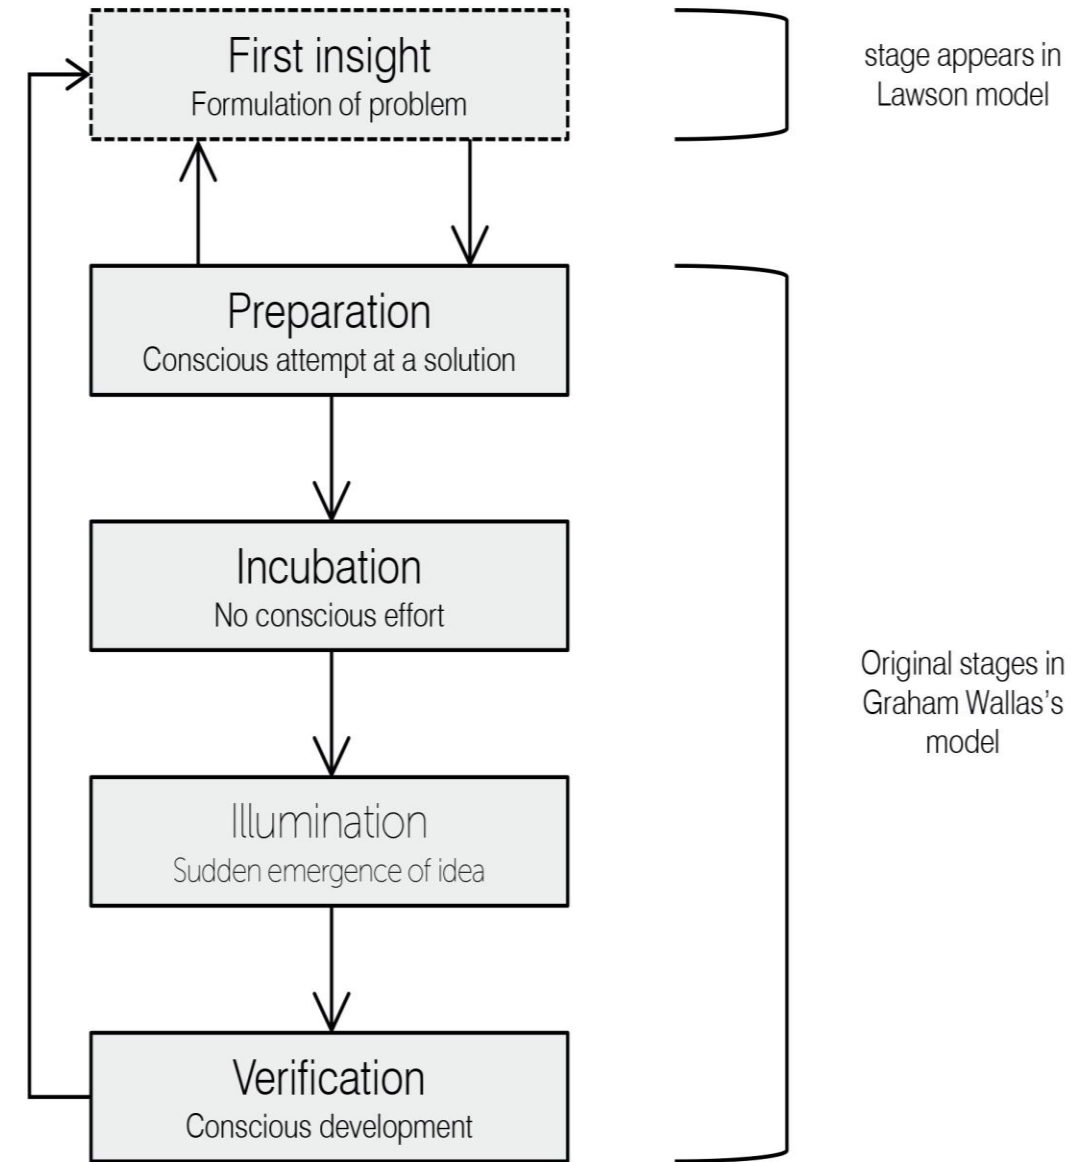 First insight
Formulation of problem
stage appears in
Lawson model
Preparation
Conscious attempt at a solution
Incubation
No conscious effort
Original stages in
Graham Wallas's
model
Illumination
Sudden emergence of idea
Verification
Conscious development